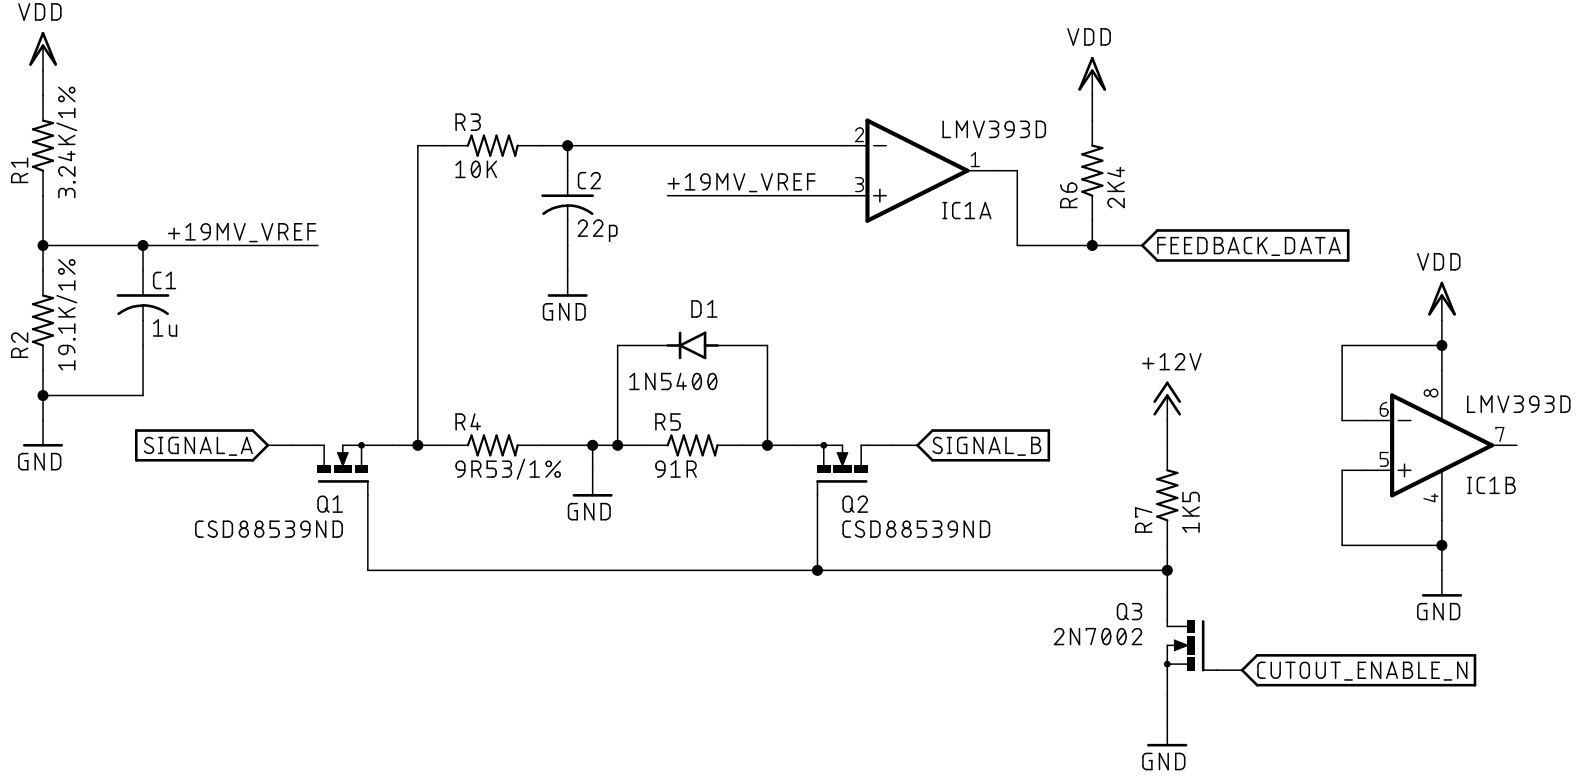 VDD
R1
3.24K/1%
+19MV_VREF
R2
19.1K/1%
C1
1u
GND
R3
10K
C2
22p
GND
+19MV_VREF
2
3
1
LMV393D
IC1A
VDD
R6
2K4
FEEDBACK_DATA
SIGNAL_A
Q1
CSD88539ND
R4
9R53/1%
GND
D1
1N5400
R5
91R
Q2
CSD88539ND
SIGNAL_B
+12V
R7
1K5
Q3
2N7002
CUTOUT_ENABLE_N
GND
VDD
8
6
5
7
4
LMV393D
IC1B
GND